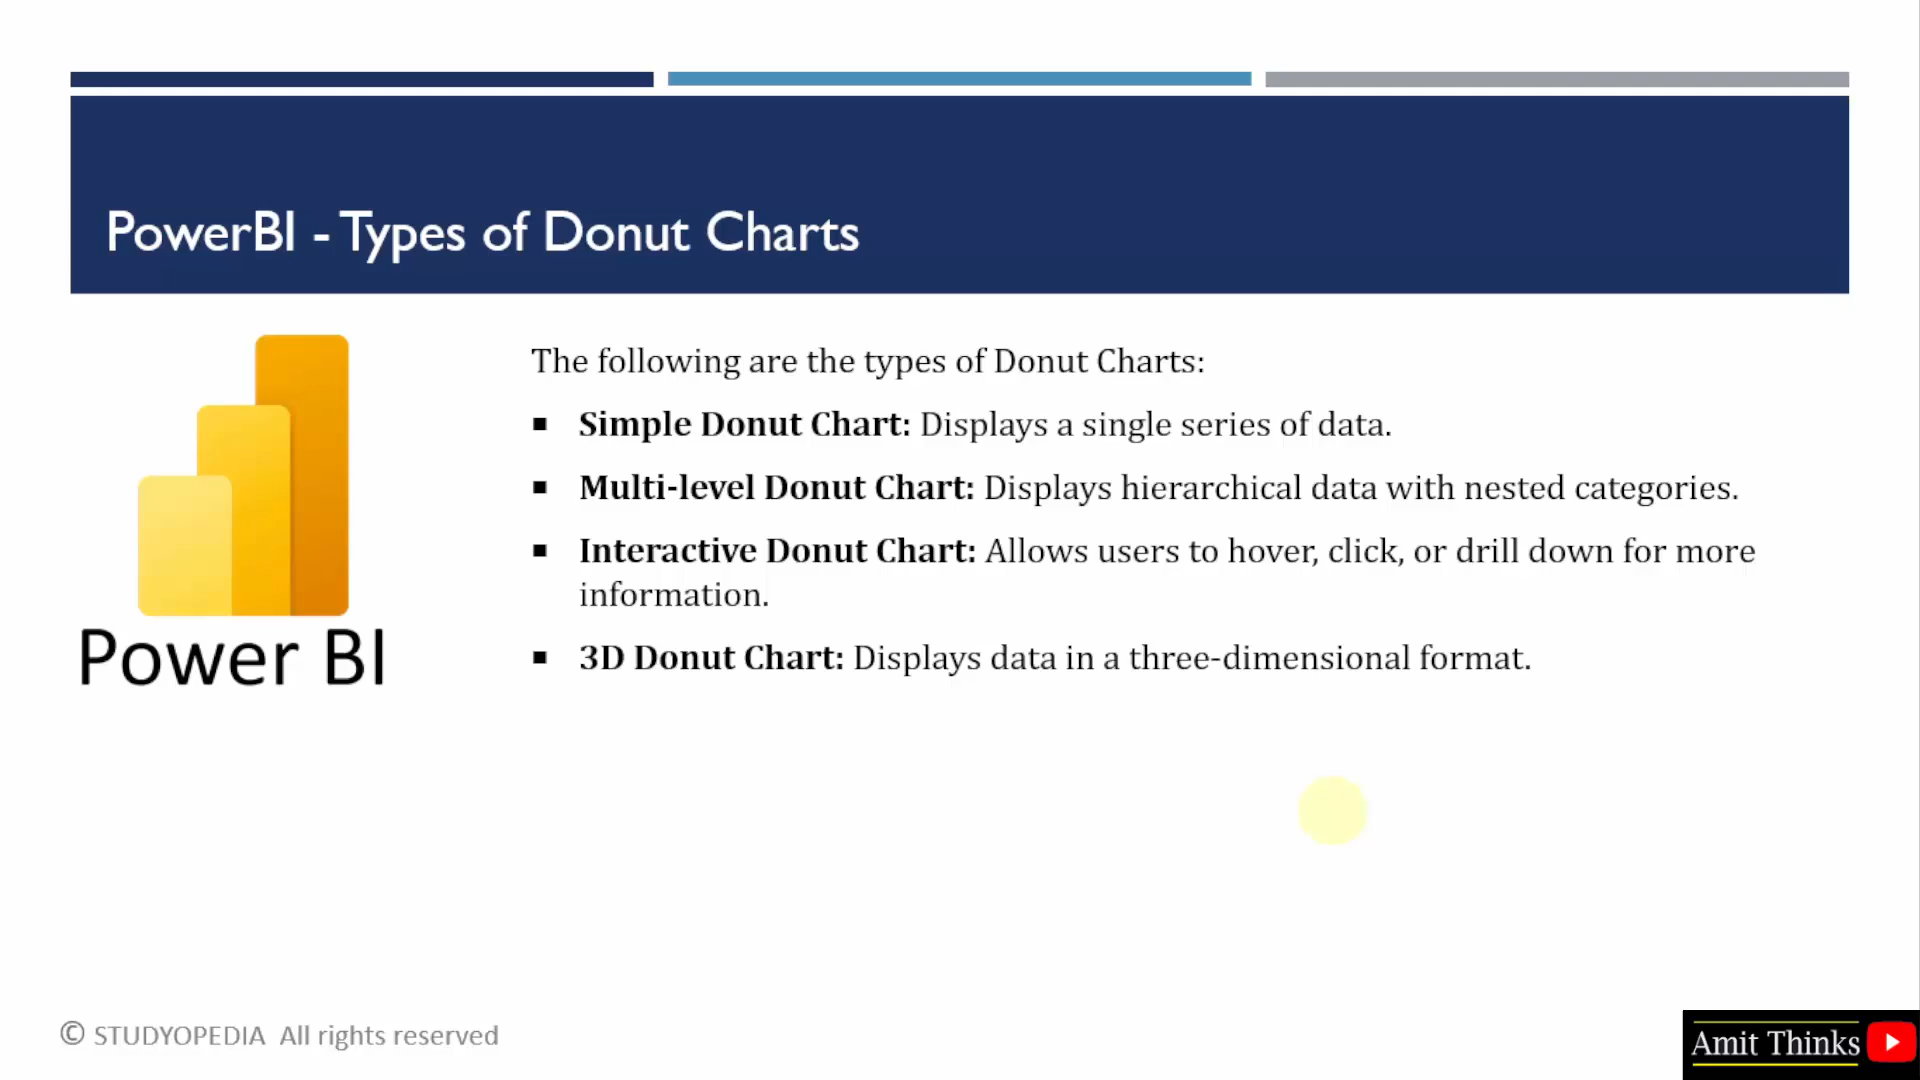 PowerBI - Types of Donut Charts
The following are the types of Donut Charts:
▪ Simple Donut Chart: Displays a single series of data.
▪ Multi-level Donut Chart: Displays hierarchical data with nested categories.
▪ Interactive Donut Chart: Allows users to hover, click, or drill down for more
information.
▪ 3D Donut Chart: Displays data in a three-dimensional format.
Power BI
© STUDYOPEDIA All rights reserved
Amit Thinks